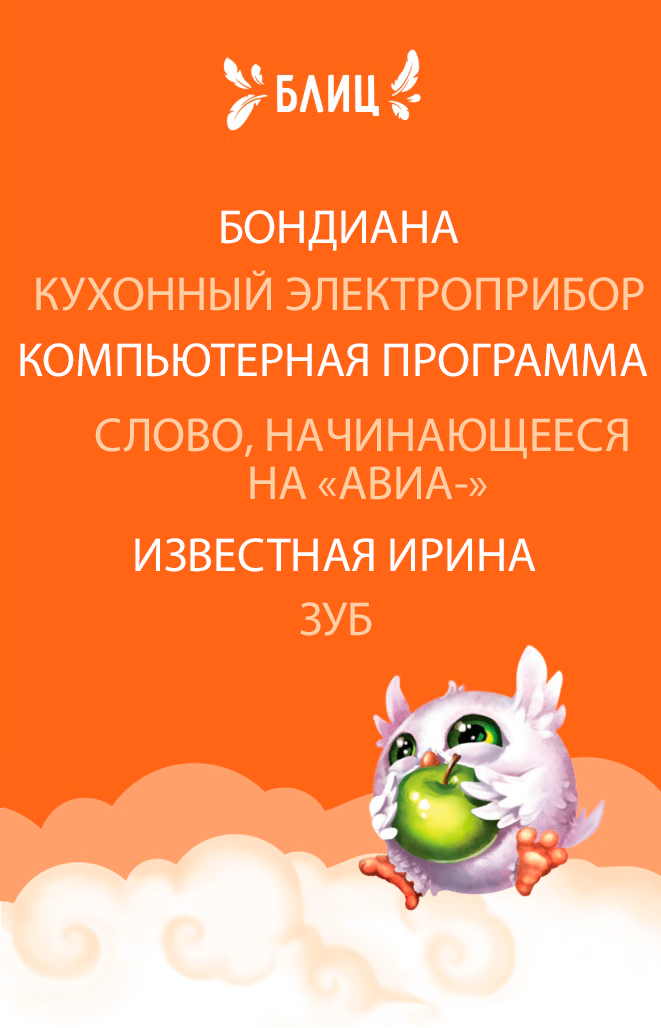 БЛИЦ
БОНДИАНА
КУХОННЫЙ ЭЛЕКТРОПРИБОР
КОМПЬЮТЕРНАЯ ПРОГРАММА
СЛОВО, НАЧИНАЮЩЕЕСЯ
НА «АВИА-»
ИЗВЕСТНАЯ ИРИНА
ЗУБ